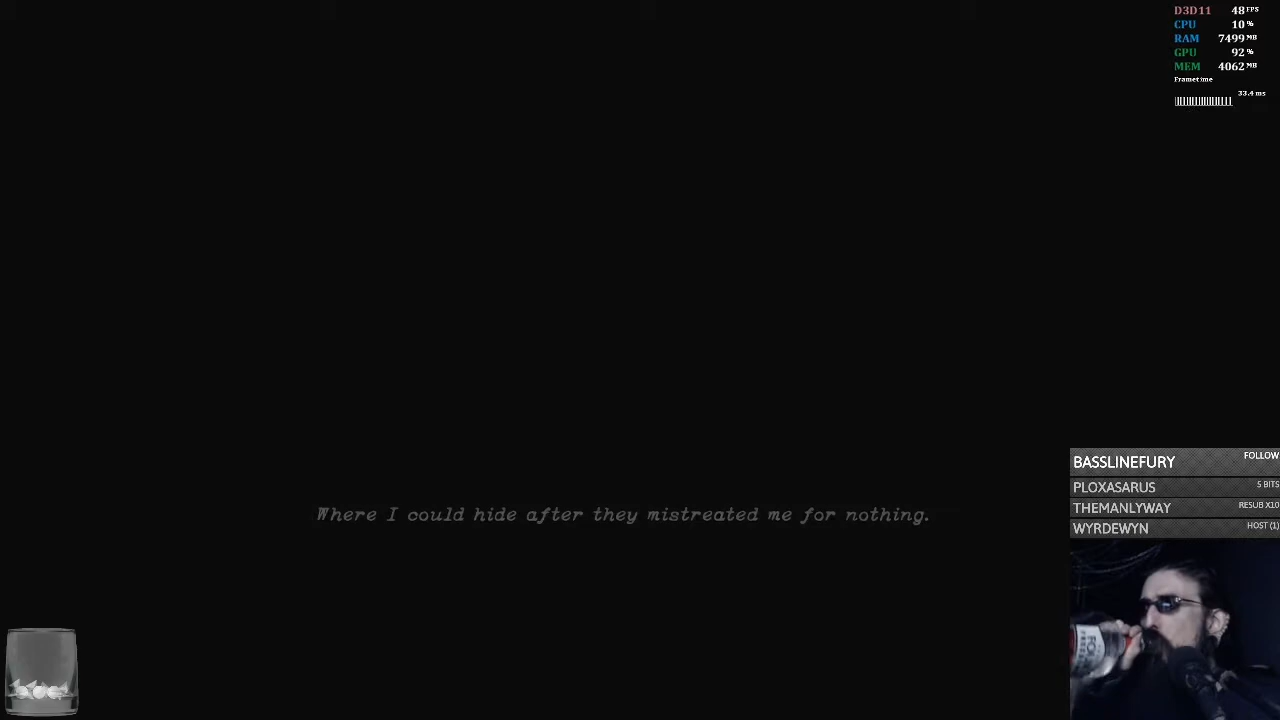 D3D11 48 FPS
CPU 10 %
RAM 7499 MB
GPU 92 %
MEM 4062 MB
Frametime
33.4 ms
BASSLINEFURY FOLLOW
PLOXASARUS 5 BITS
THEMANLYWAY RESUB X10
WYRDEWYN HOST (1)
Where I could hide after they mistreated me for nothing.